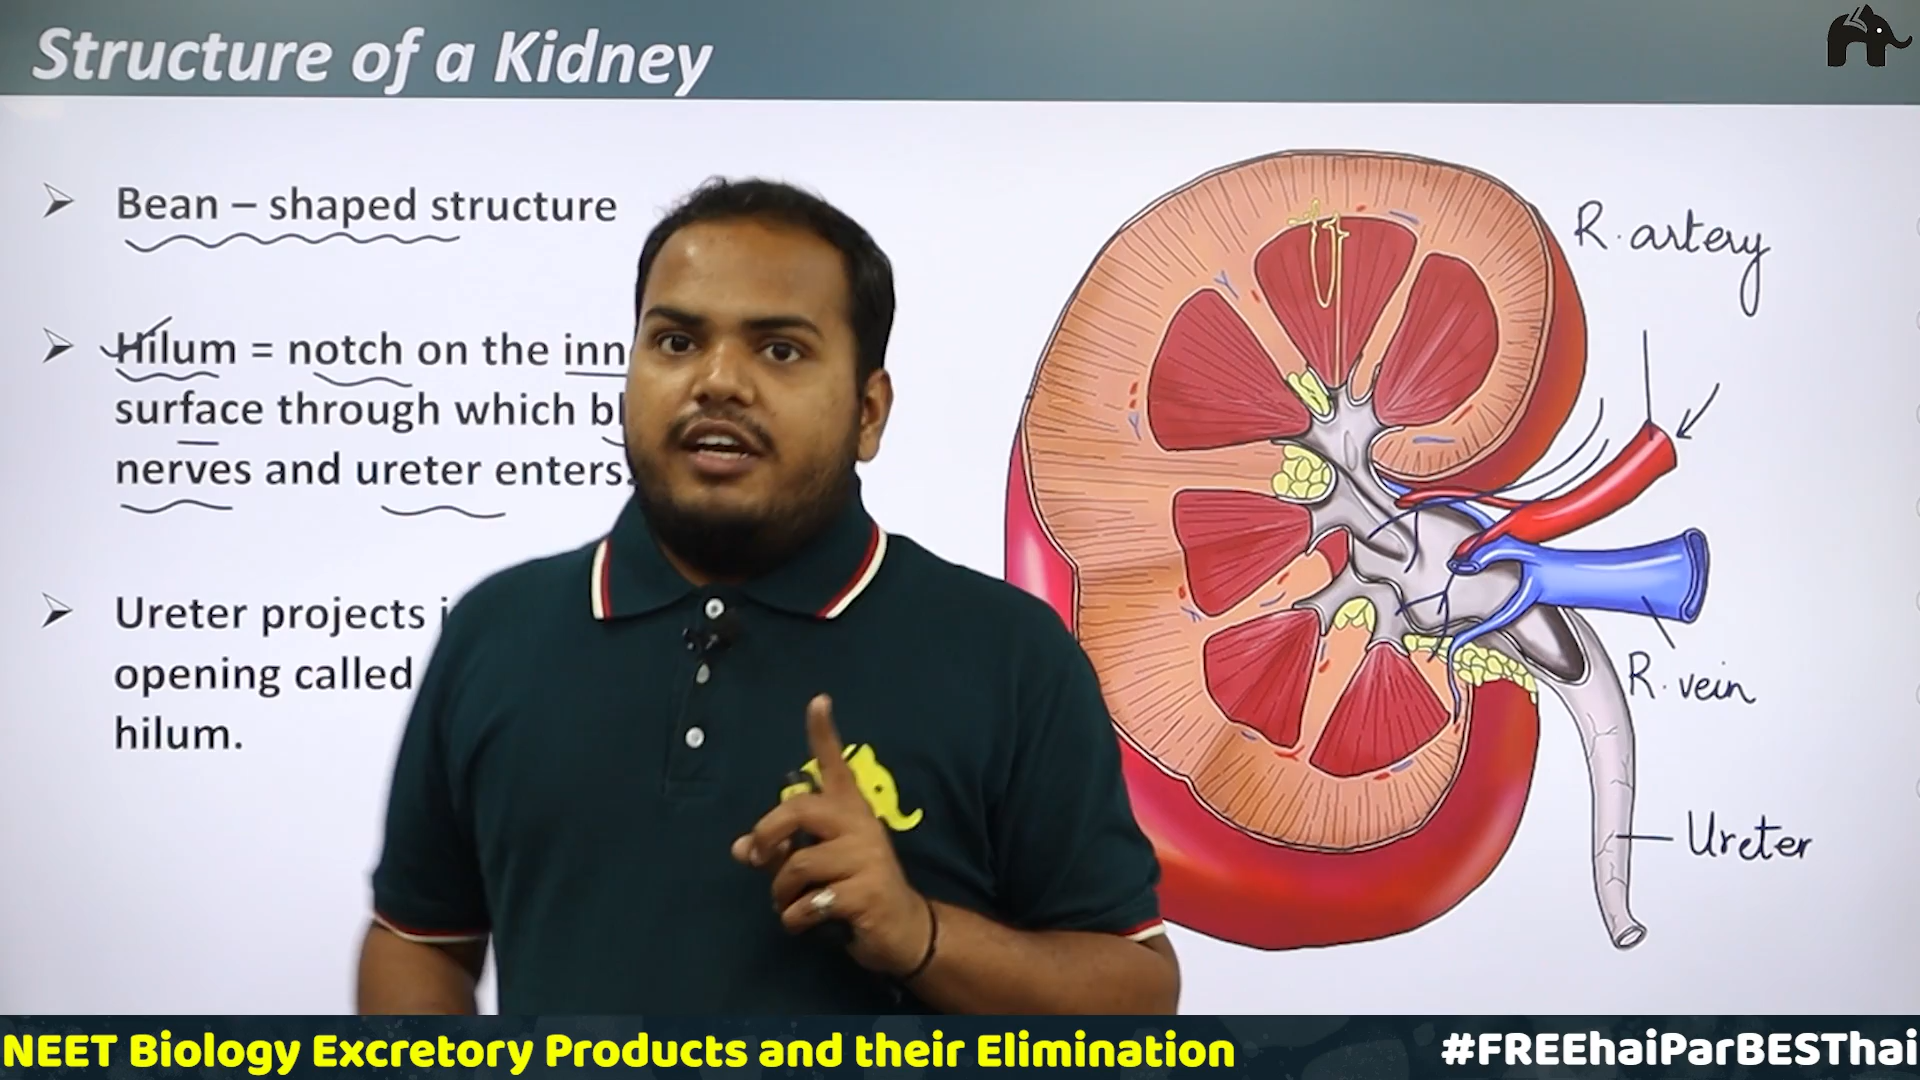 Structure of a Kidney
Bean – shaped structure
Hilum = notch on the inn
surface through which bl
nerves and ureter enters.
Ureter projects i
opening called
hilum.
R. artery
R. vein
Ureter
NEET Biology Excretory Products and their Elimination
#FREEhaiParBESThai